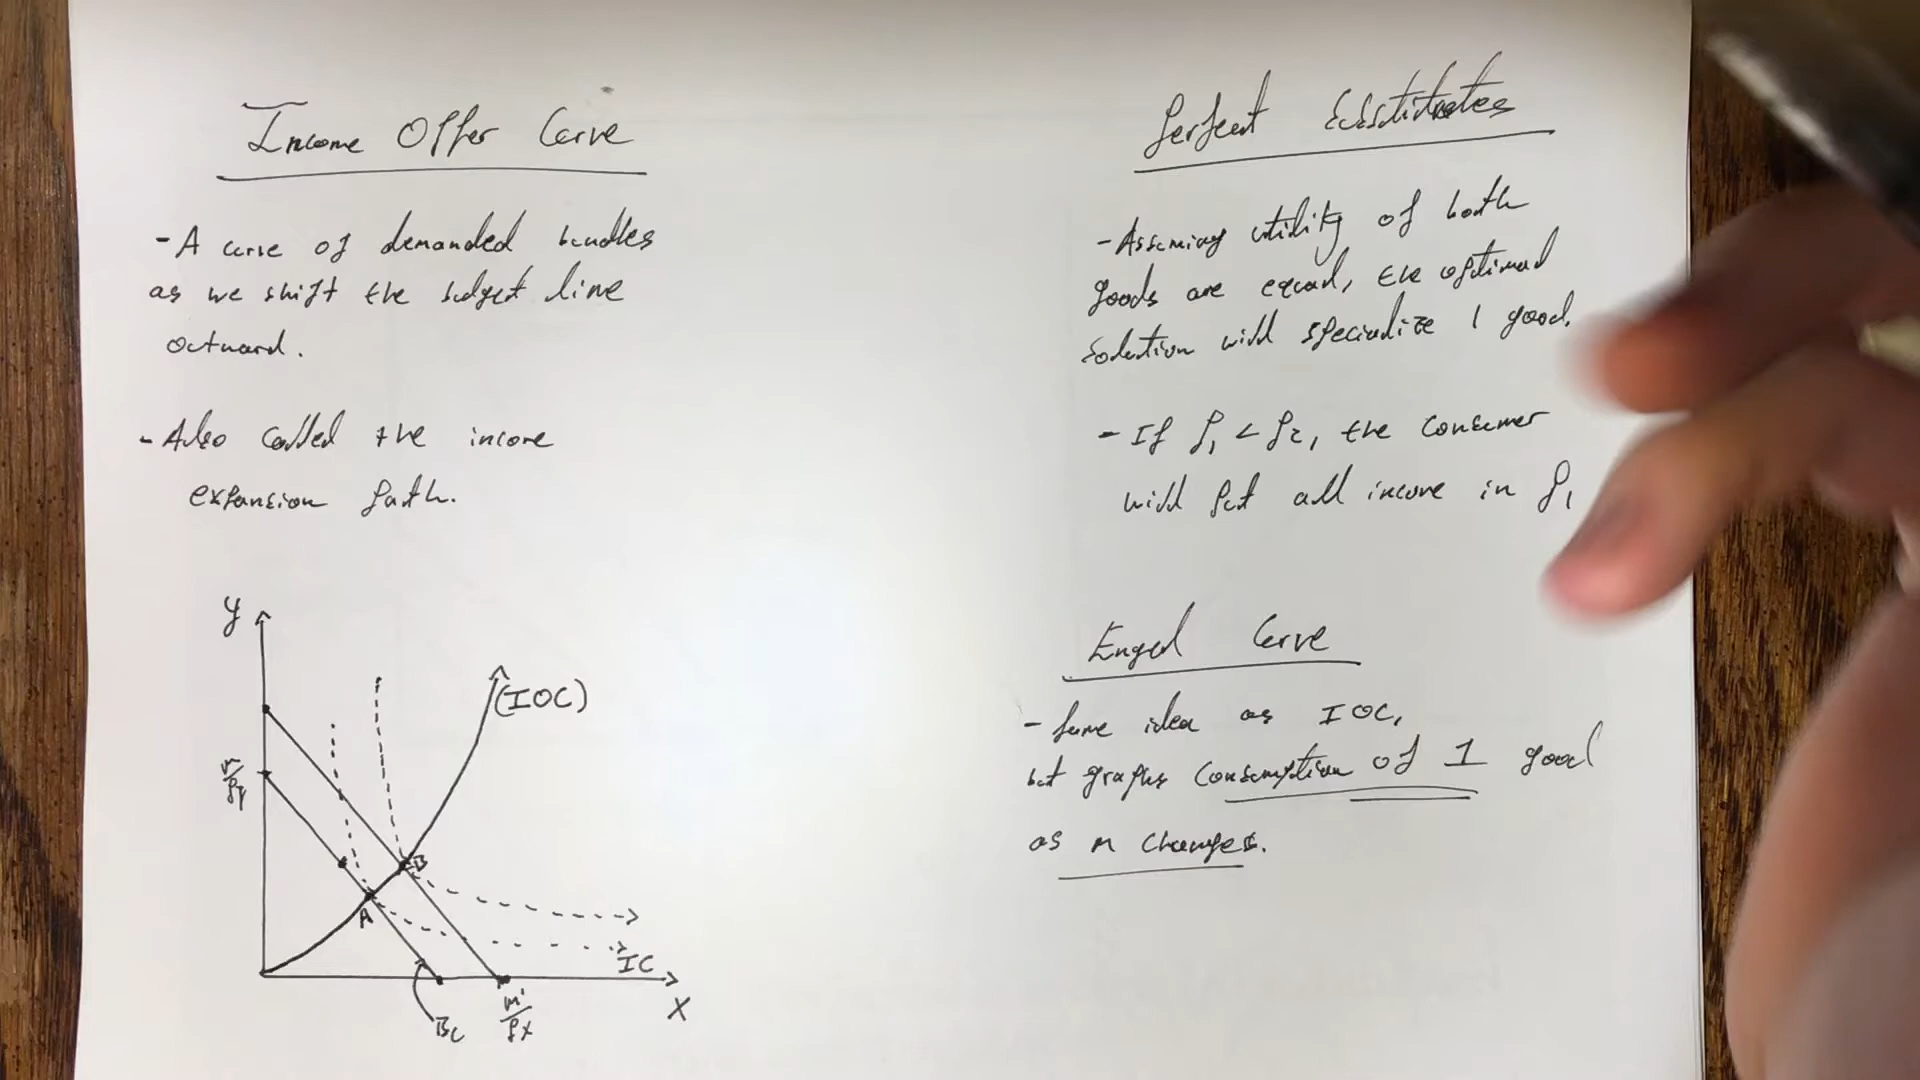 Income Offer Curve
- A curve of demanded bundles
as we shift the budget line
outward.
- Also called the income
expansion path.
y
(IOC)
m/Py
B
A
IC
X
BC
m'/Px
Perfect Substitutes
- Assuming utility of both
goods are equal, the optimal
solution will specialize 1 good.
- If P1 < P2, the consumer
will put all income in P1
Engel Curve
- Same idea as IOC,
but graphs consumption of 1 good
as m changes.